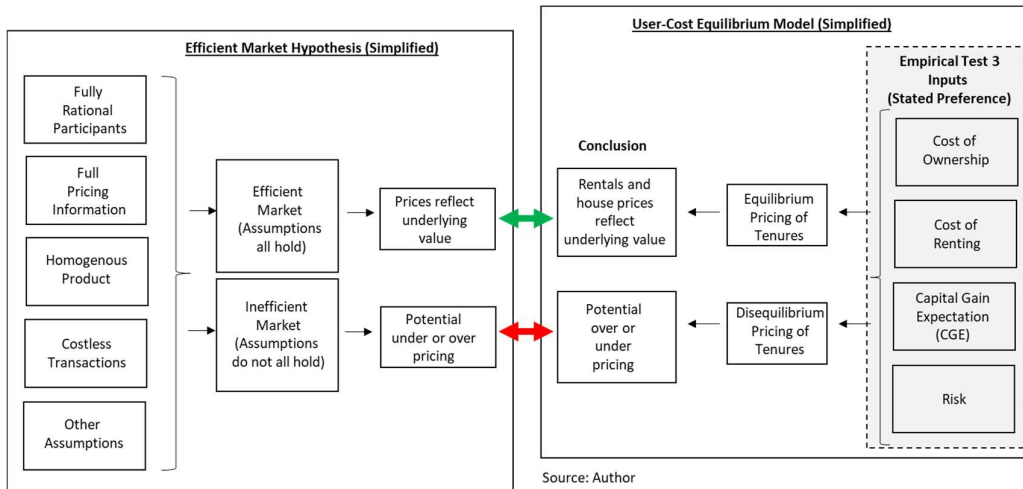 Efficient Market Hypothesis (Simplified)
Fully
Rational
Participants
Full
Pricing
Information
Homogenous
Product
Costless
Transactions
Other
Assumptions
Efficient
Market
(Assumptions
all hold)
Inefficient
Market
(Assumptions
do not all hold)
Prices reflect
underlying
value
Potential
under or over
pricing
User-Cost Equilibrium Model (Simplified)
Conclusion
Rentals and
house prices
reflect
underlying value
Potential
over or
under
pricing
Equilibrium
Pricing of
Tenures
Disequilibrium
Pricing of
Tenures
Empirical Test 3
Inputs
(Stated Preference)
Cost of
Ownership
Cost of
Renting
Capital Gain
Expectation
(CGE)
Risk
Source: Author